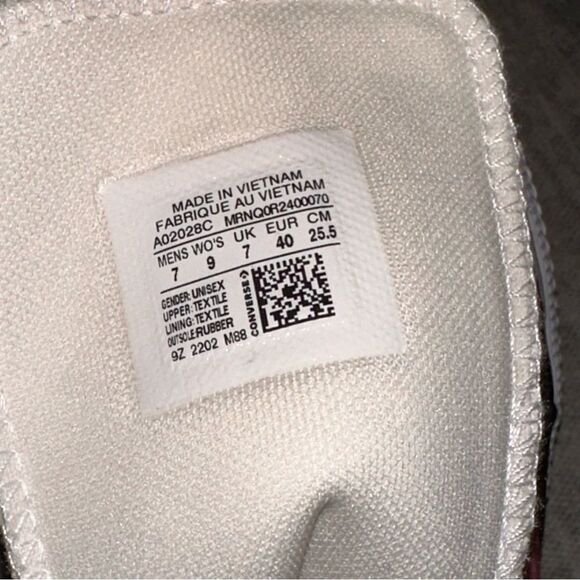 MADE IN VIETNAM
FABRIQUE AU VIETNAM
A02028C MRNQ0R2400070
MENS WO'S UK EUR CM
7 9 7 40 25.5
GENDER: UNISEX
UPPER: TEXTILE
LINING: TEXTILE
OUTSOLE:RUBBER
9Z 2202 M88
CONVERSE